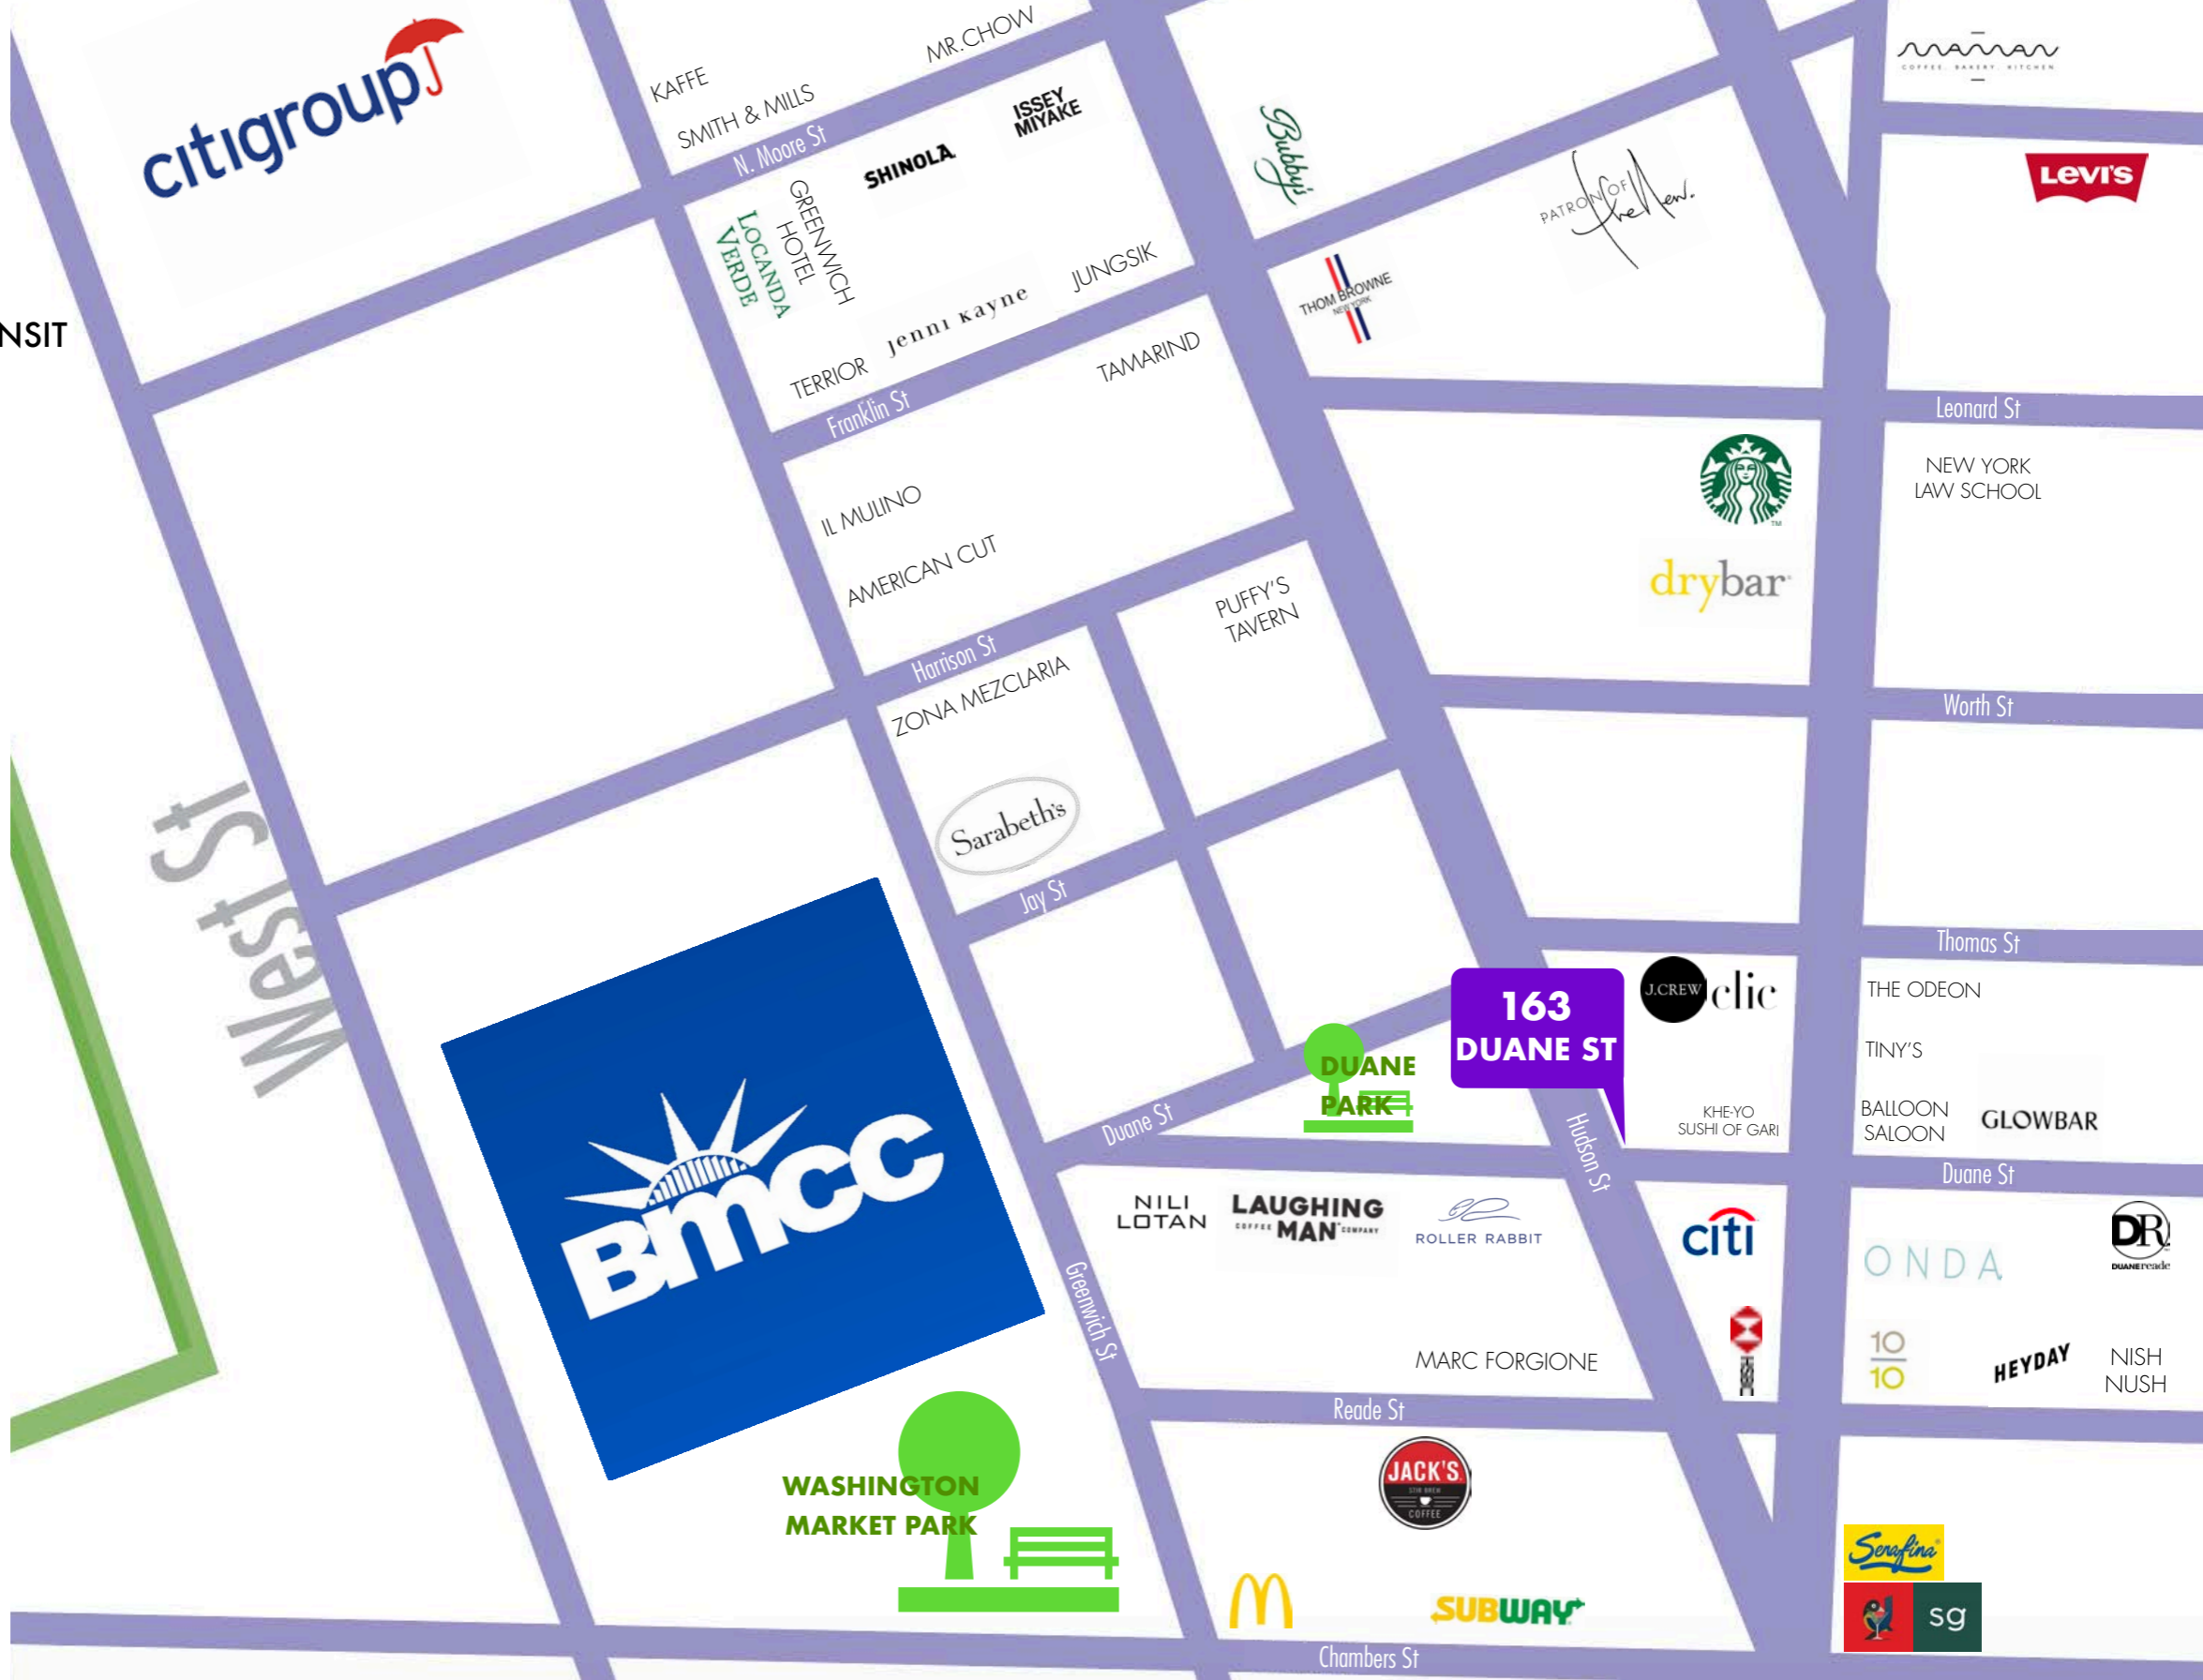 maman
COFFEE. BAKERY. KITCHEN
MR.CHOW
KAFFE
SMITH & MILLS
citigroup
N. Moore St
ISSEY
MIYAKE
SHINOLA
Bubby's
LEVI'S
PATRON OF
the New.
GREENWICH
HOTEL
LOCANDA
VERDE
JUNGSIK
THOM BROWNE
NEW YORK
jenni kayne
NSIT
TERRIOR
TAMARIND
Franklin St
Leonard St
NEW YORK
LAW SCHOOL
TM
IL MULINO
AMERICAN CUT
drybar
PUFFY'S
TAVERN
Harrison St
ZONA MEZCLARIA
Worth St
Sarabeth's
West St
Jay St
Thomas St
163
DUANE ST
J.CREW
clic
THE ODEON
TINY'S
DUANE
PARK
KHE-YO
SUSHI OF GARI
BALLOON
SALOON
GLOWBAR
Duane St
Hudson St
Duane St
BMCC
NILI
LOTAN
LAUGHING
COFFEE MAN COMPANY
ROLLER RABBIT
citi
ONDA
DR
DUANEreade
Greenwich St
MARC FORGIONE
10
10
HEYDAY
NISH
NUSH
Reade St
JACK'S
STIR BREW
COFFEE
WASHINGTON
MARKET PARK
Serafina
SUBWAY
sg
Chambers St